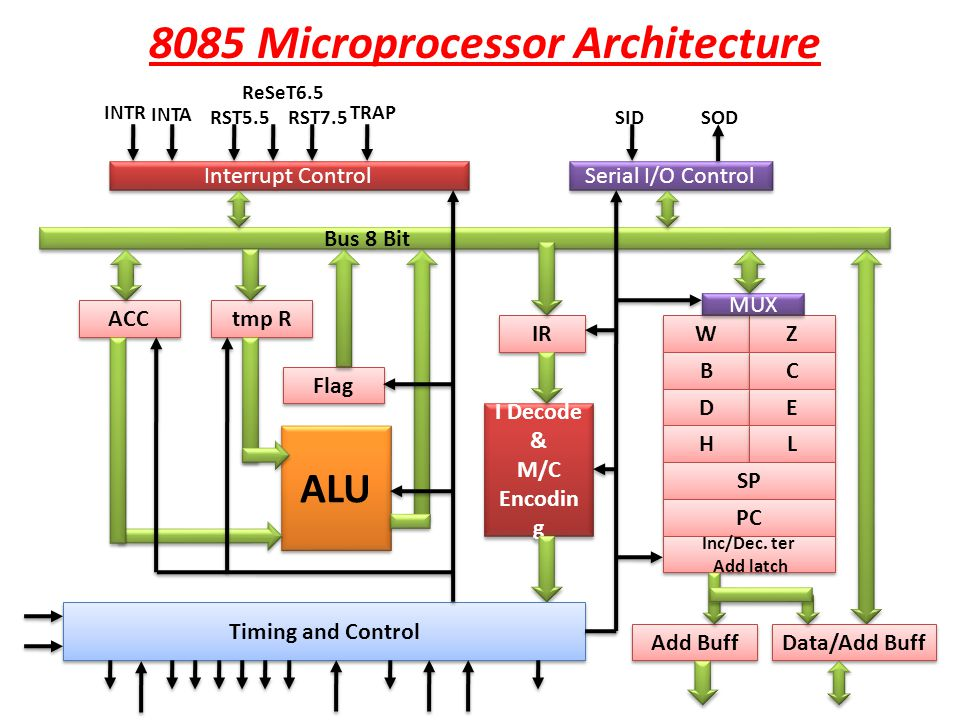 8085 Microprocessor Architecture
ReSeT6.5
INTR INTA RST5.5 RST7.5 TRAP SID SOD
Interrupt Control Serial I/O Control
Bus 8 Bit
MUX
ACC tmp R IR W Z
Flag B C
I Decode
&
M/C
Encodin
g
D E
H L
ALU
SP
PC
Inc/Dec. ter
Add latch
Timing and Control
Add Buff Data/Add Buff